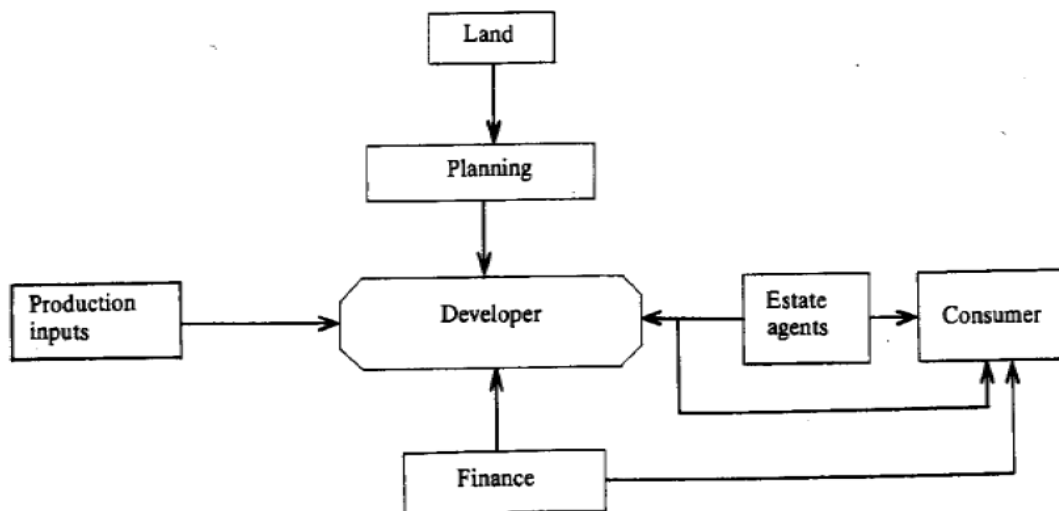 Land
Planning
Production
inputs
Developer
Estate
agents
Consumer
Finance